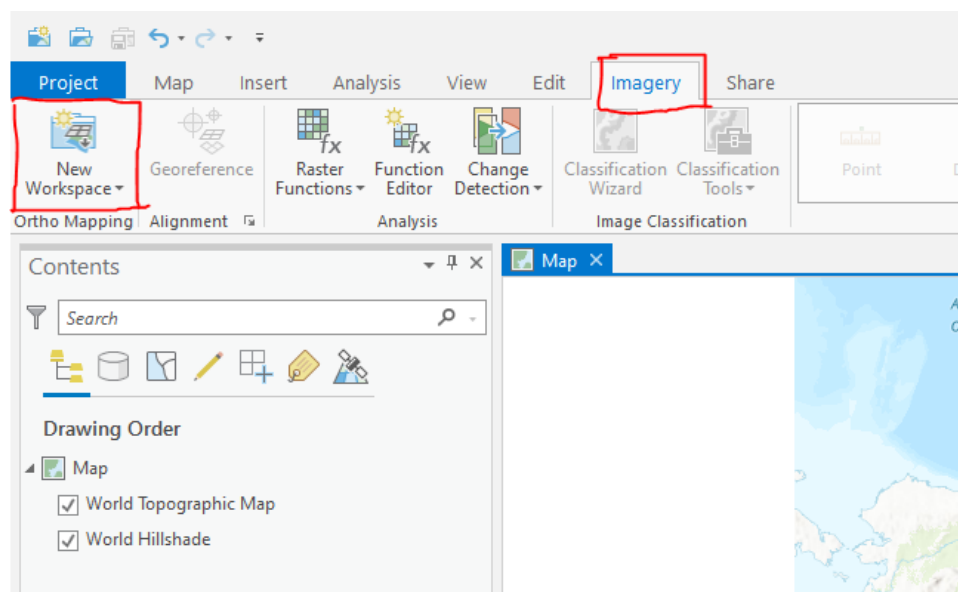 Project Map Insert Analysis View Edit Imagery Share
New Workspace
Georeference
Raster Functions
Function Editor
Change Detection
Classification Wizard
Classification Tools
Point
Ortho Mapping Alignment Analysis Image Classification
Contents
Map
Search
Drawing Order
Map
World Topographic Map
World Hillshade